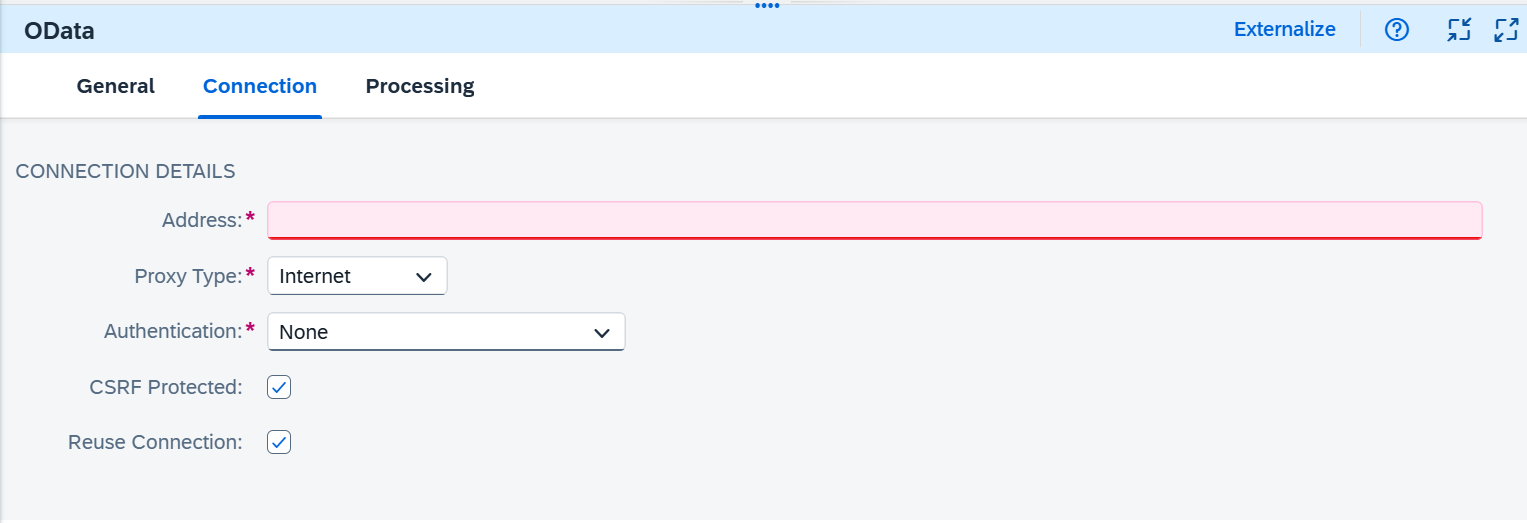 OData
Externalize
General Connection Processing
CONNECTION DETAILS
Address:*
Proxy Type:* Internet
Authentication:* None
CSRF Protected:
Reuse Connection: